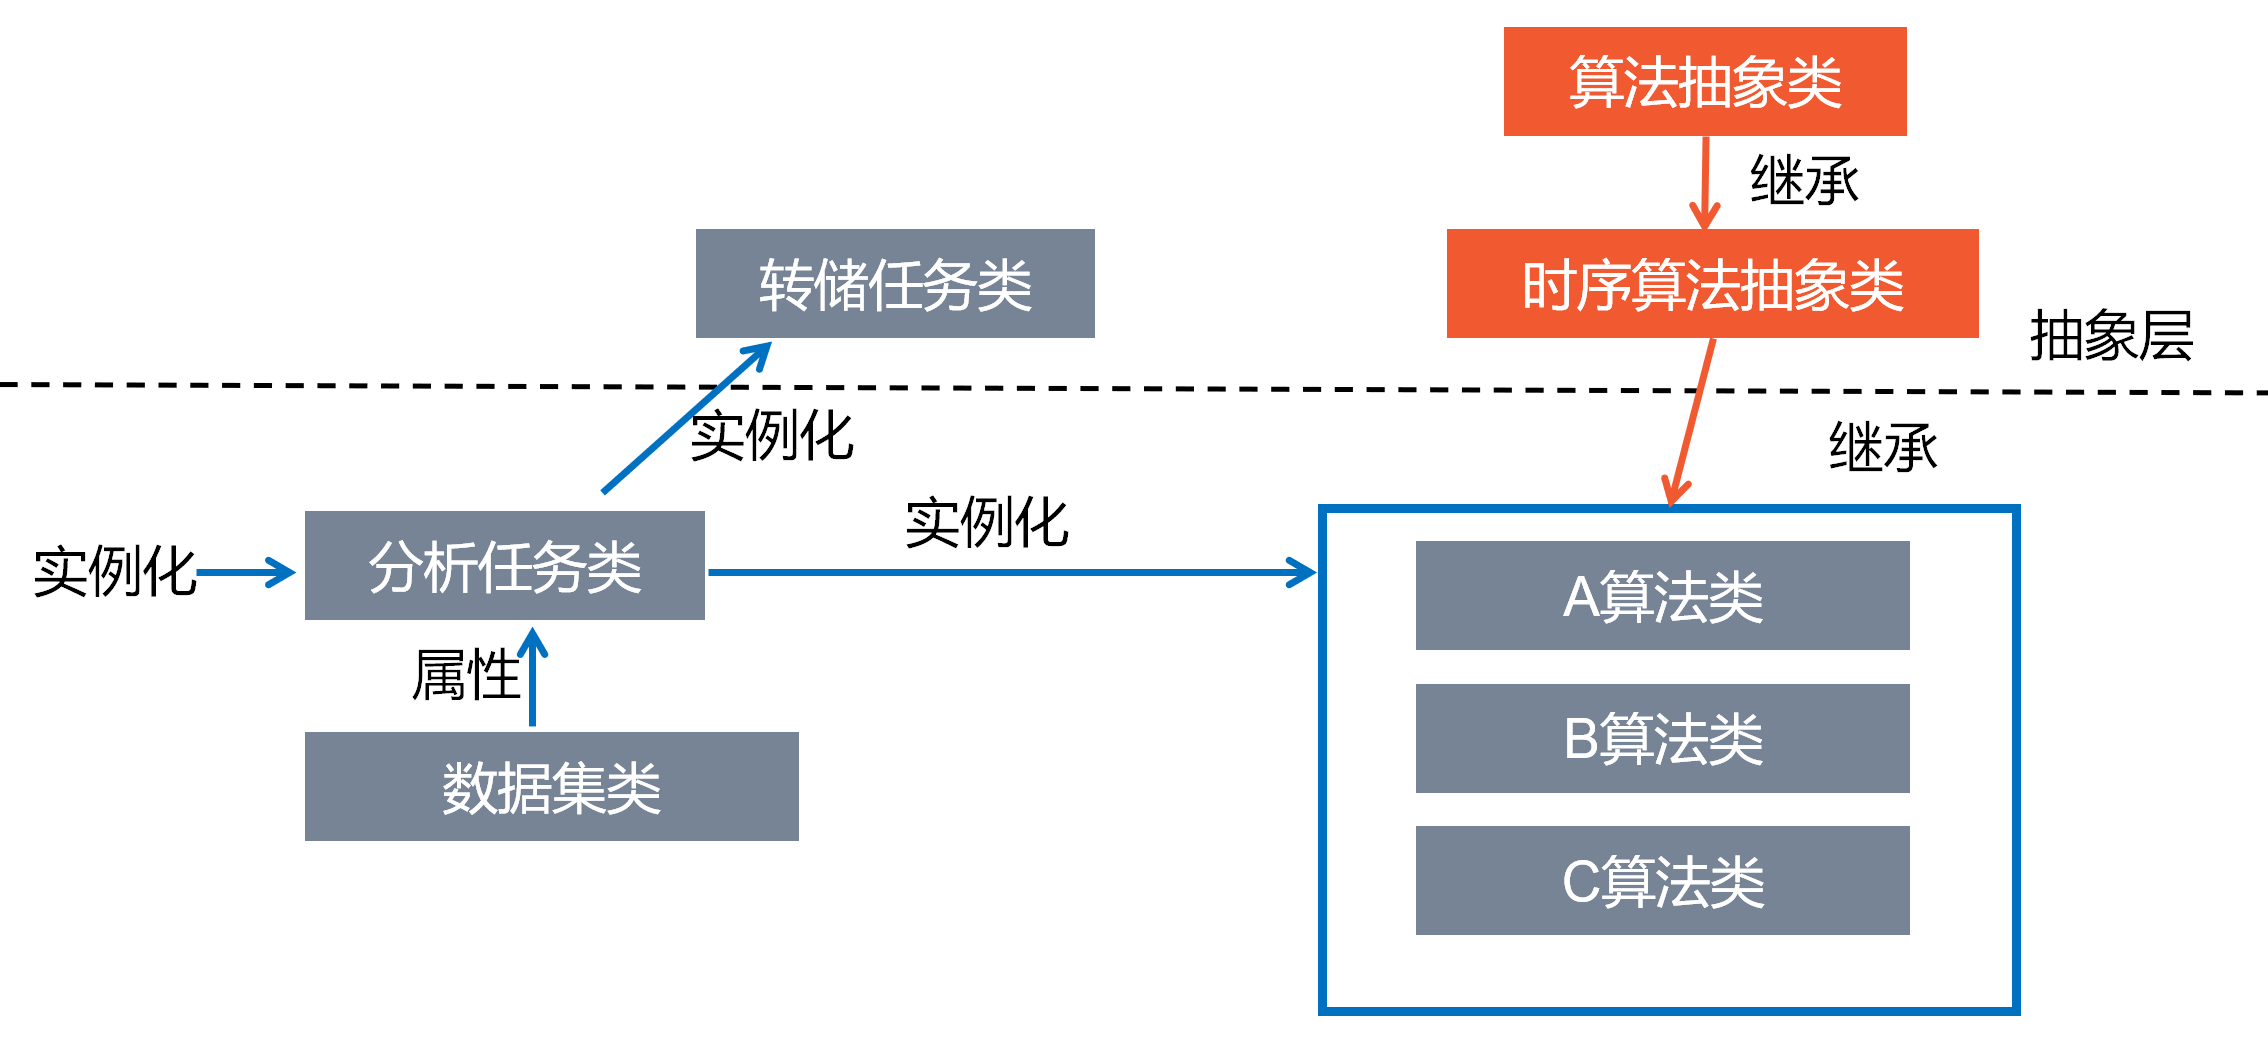 算法抽象类
继承
转储任务类
时序算法抽象类
抽象层
实例化
继承
实例化
实例化
分析任务类
A算法类
属性
B算法类
数据集类
C算法类